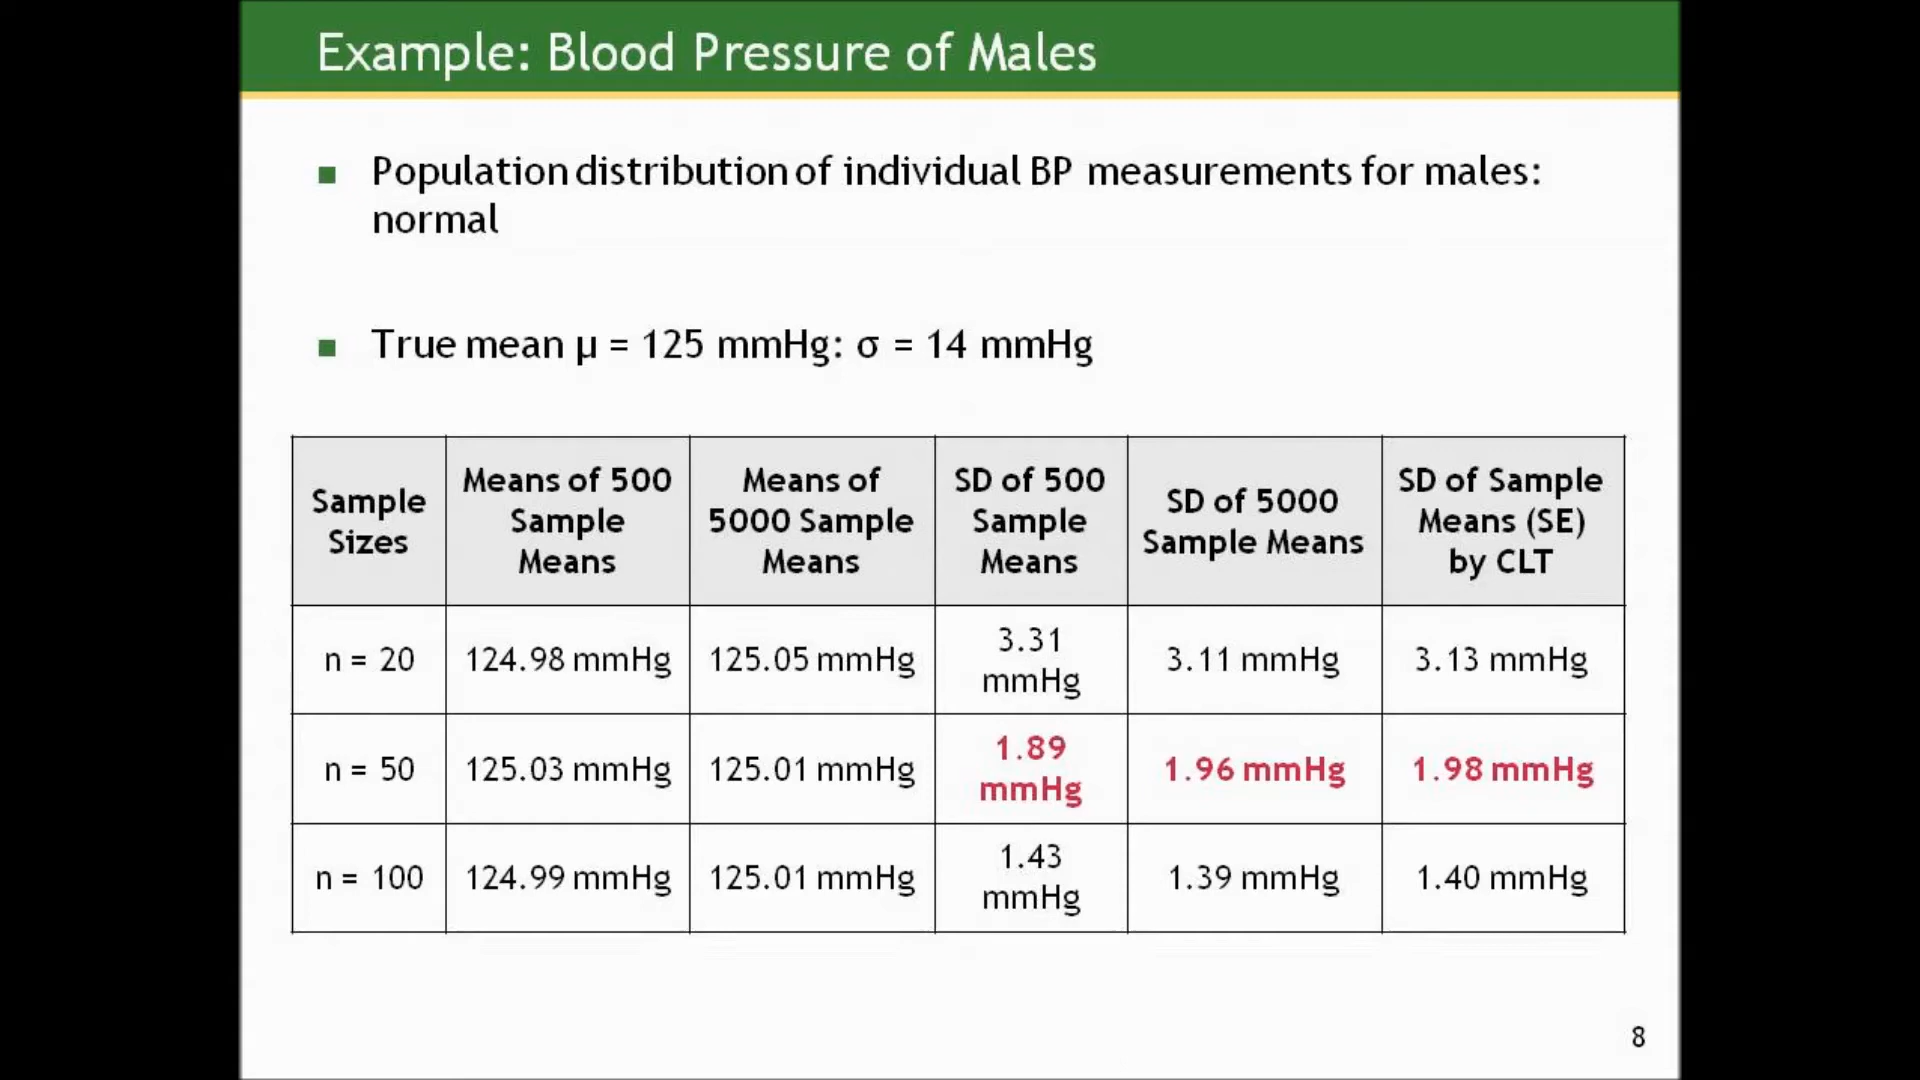 Example: Blood Pressure of Males
Population distribution of individual BP measurements for males:
normal
True mean μ = 125 mmHg: σ = 14 mmHg
Sample
Sizes
Means of 500
Sample
Means
Means of
5000 Sample
Means
SD of 500
Sample
Means
SD of 5000
Sample Means
SD of Sample
Means (SE)
by CLT
n = 20
124.98 mmHg
125.05 mmHg
3.31
mmHg
3.11 mmHg
3.13 mmHg
n = 50
125.03 mmHg
125.01 mmHg
1.89
mmHg
1.96 mmHg
1.98 mmHg
n = 100
124.99 mmHg
125.01 mmHg
1.43
mmHg
1.39 mmHg
1.40 mmHg
8